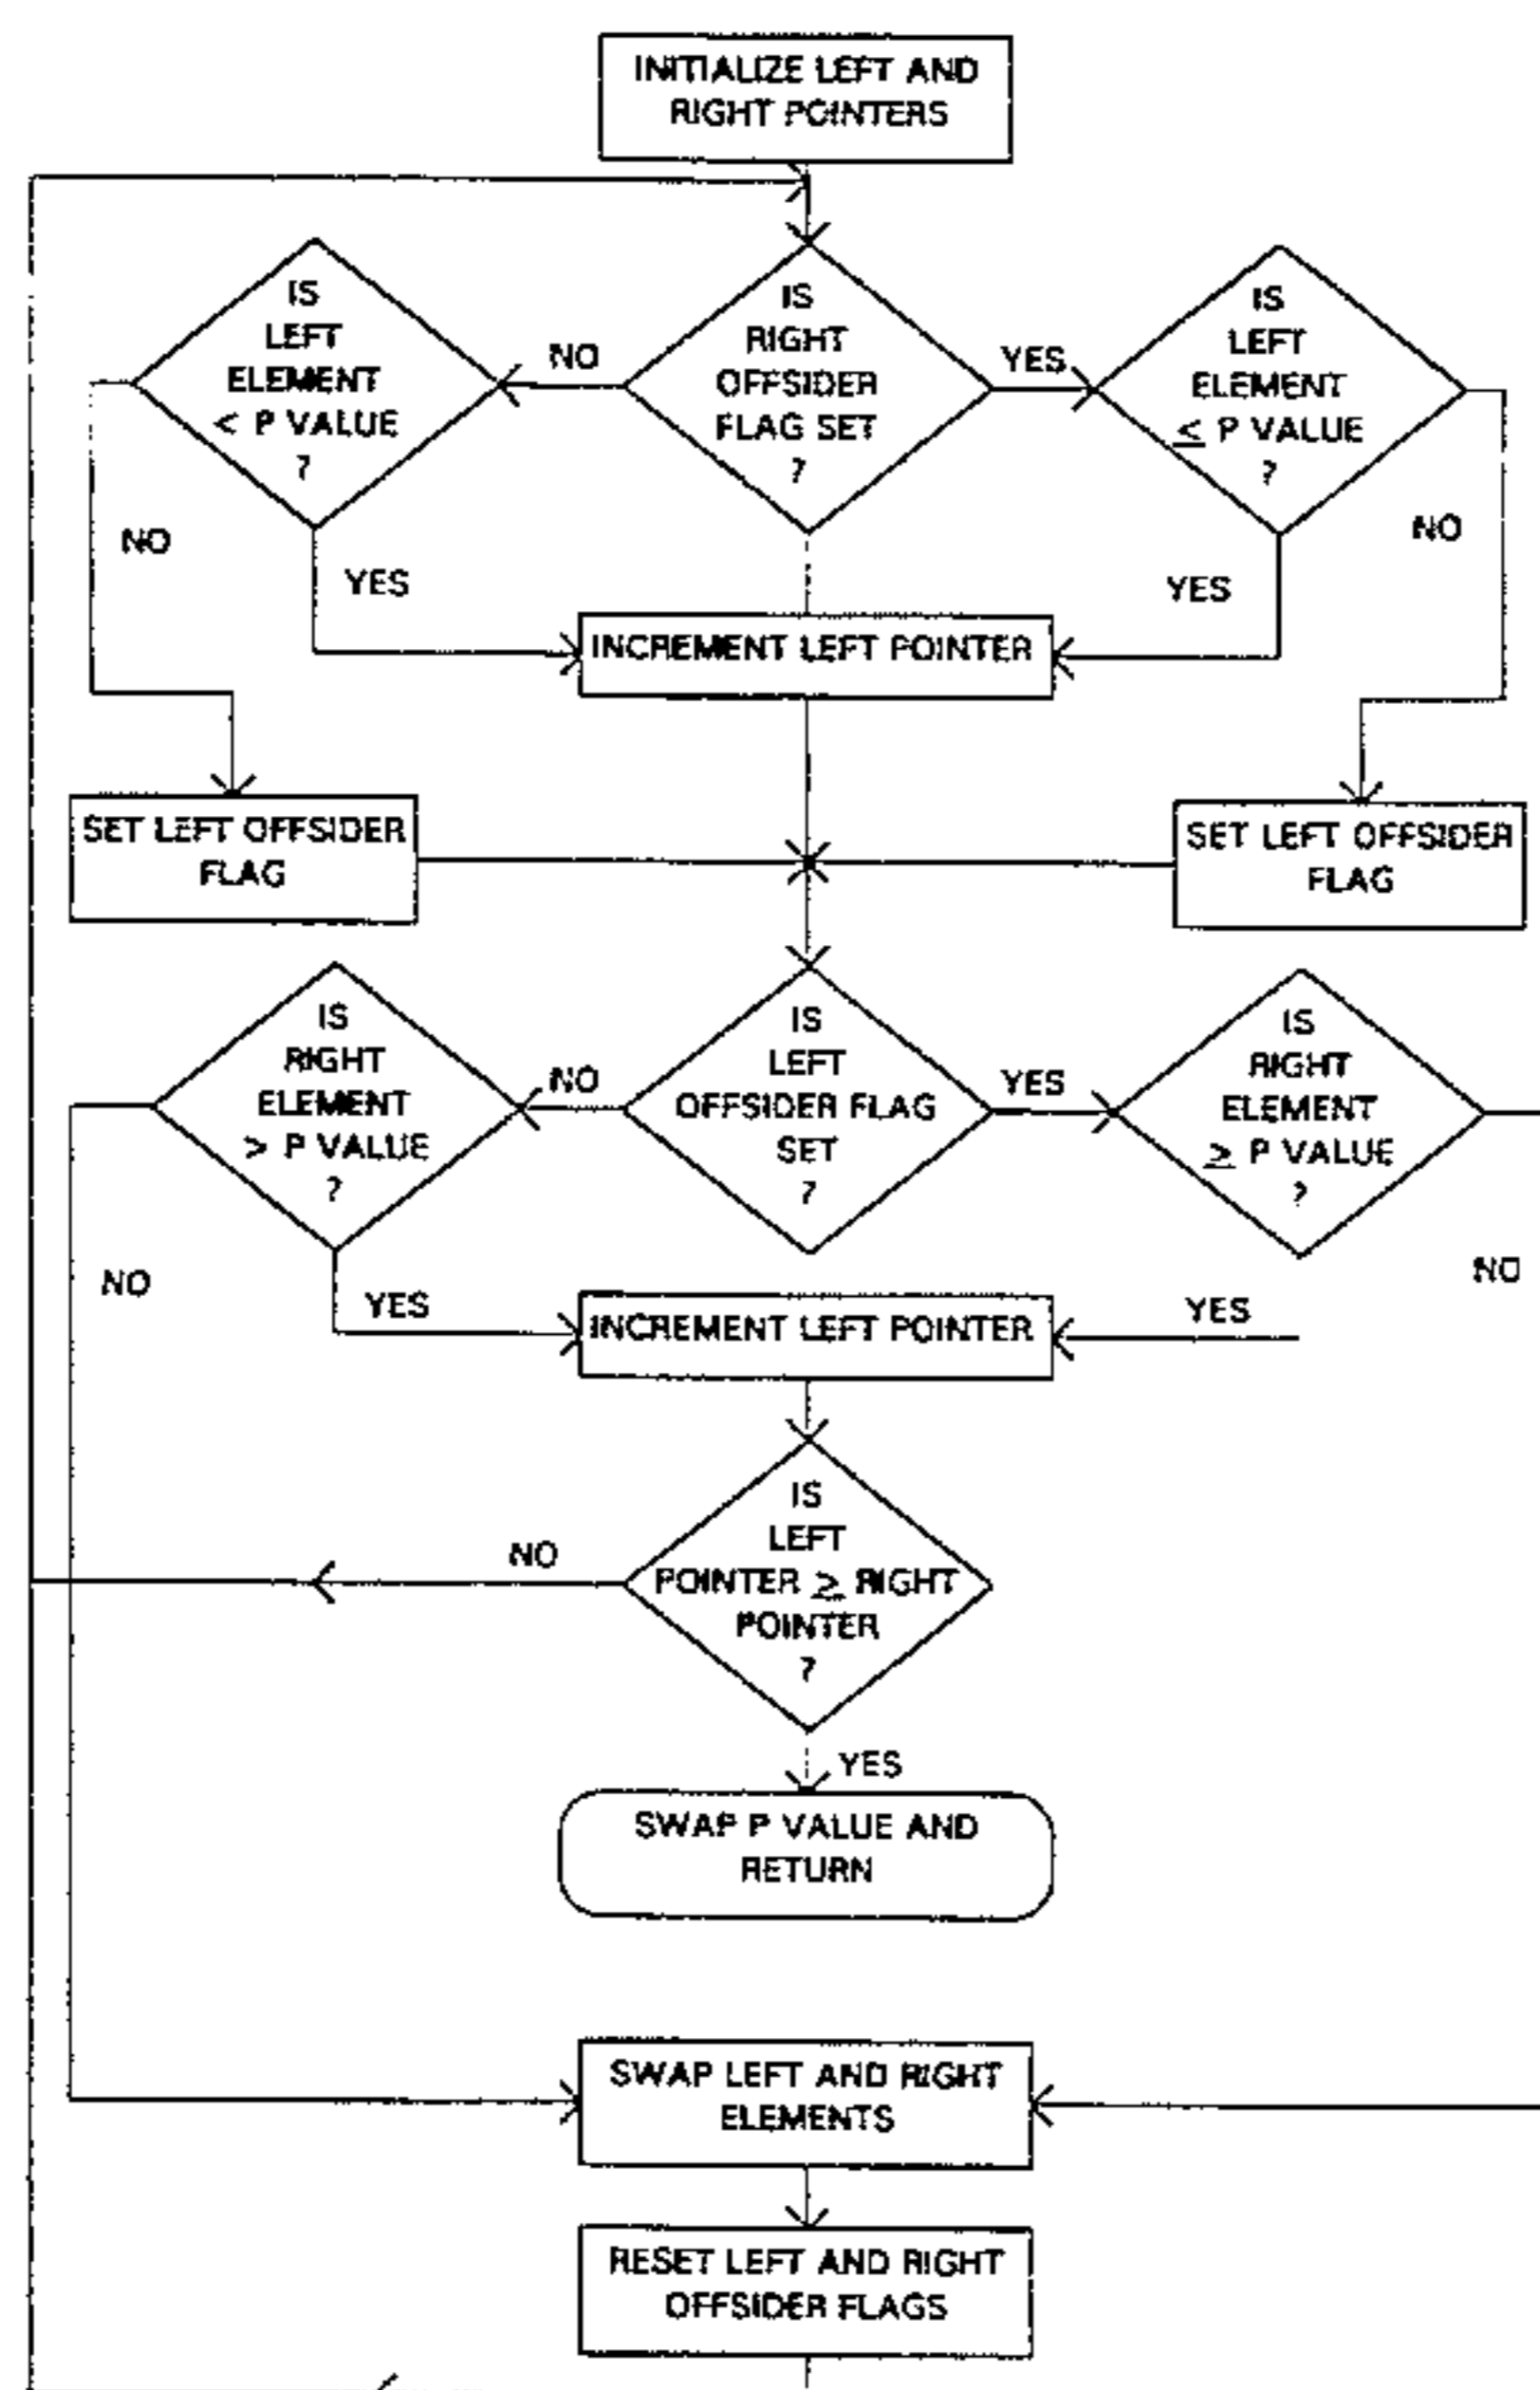 INITIALIZE LEFT AND
RIGHT POINTERS
IS
LEFT
ELEMENT
< P VALUE
?
NO
IS
RIGHT
OFFSIDER
FLAG SET
?
YES
IS
LEFT
ELEMENT
≤ P VALUE
?
NO
YES
YES
NO
INCREMENT LEFT POINTER
SET LEFT OFFSIDER
FLAG
SET LEFT OFFSIDER
FLAG
IS
RIGHT
ELEMENT
> P VALUE
?
NO
IS
LEFT
OFFSIDER FLAG
SET
?
YES
IS
RIGHT
ELEMENT
≥ P VALUE
?
NO
YES
YES
NO
INCREMENT LEFT POINTER
IS
LEFT
POINTER ≥ RIGHT
POINTER
?
NO
YES
SWAP P VALUE AND
RETURN
SWAP LEFT AND RIGHT
ELEMENTS
RESET LEFT AND RIGHT
OFFSIDER FLAGS